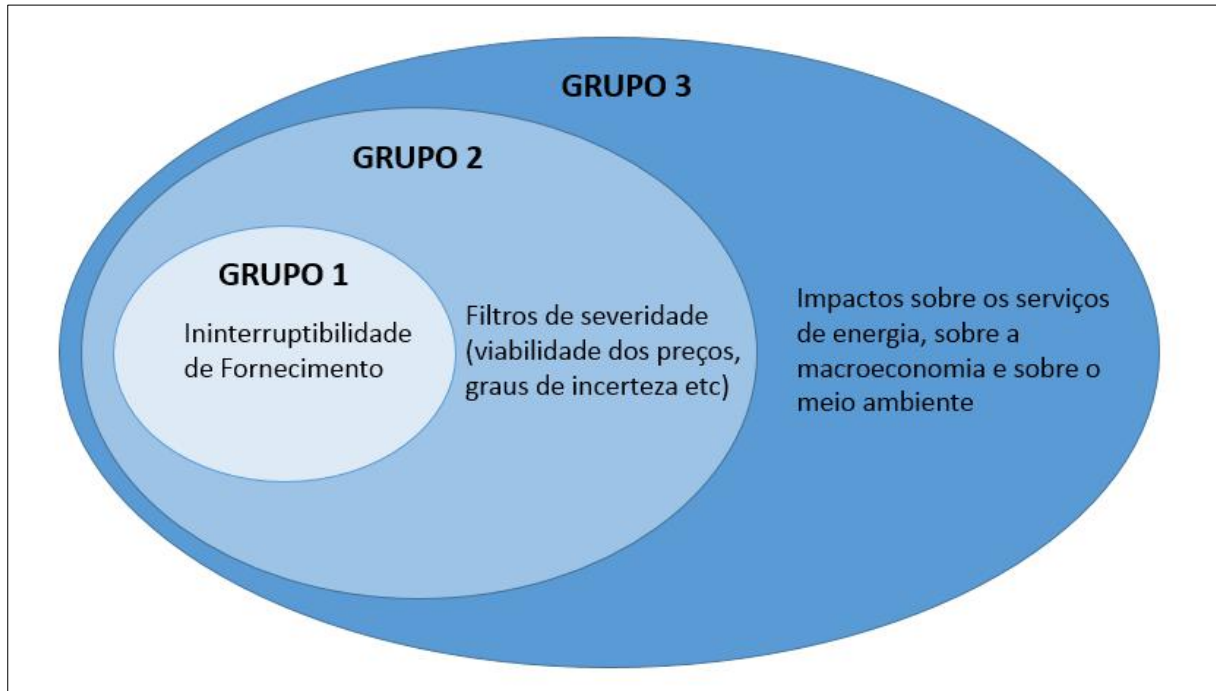 GRUPO 3
GRUPO 2
GRUPO 1
Ininterruptibilidade
de Fornecimento
Filtros de severidade
(viabilidade dos preços,
graus de incerteza etc)
Impactos sobre os serviços
de energia, sobre a
macroeconomia e sobre o
meio ambiente